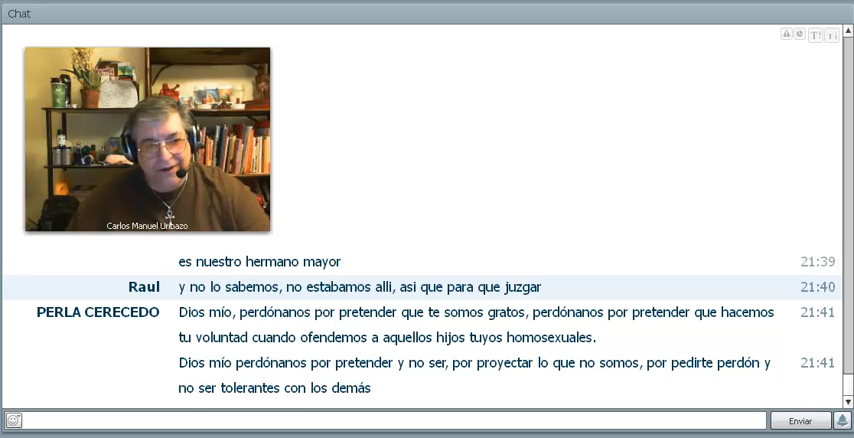 Chat
Carlos Manuel Uribazo
es nuestro hermano mayor 21:39
Raul y no lo sabemos, no estabamos alli, asi que para que juzgar 21:40
PERLA CERECEDO Dios mío, perdónanos por pretender que te somos gratos, perdónanos por pretender que hacemos 21:41
tu voluntad cuando ofendemos a aquellos hijos tuyos homosexuales.
Dios mío perdónanos por pretender y no ser, por proyectar lo que no somos, por pedirte perdón y 21:41
no ser tolerantes con los demás
Enviar